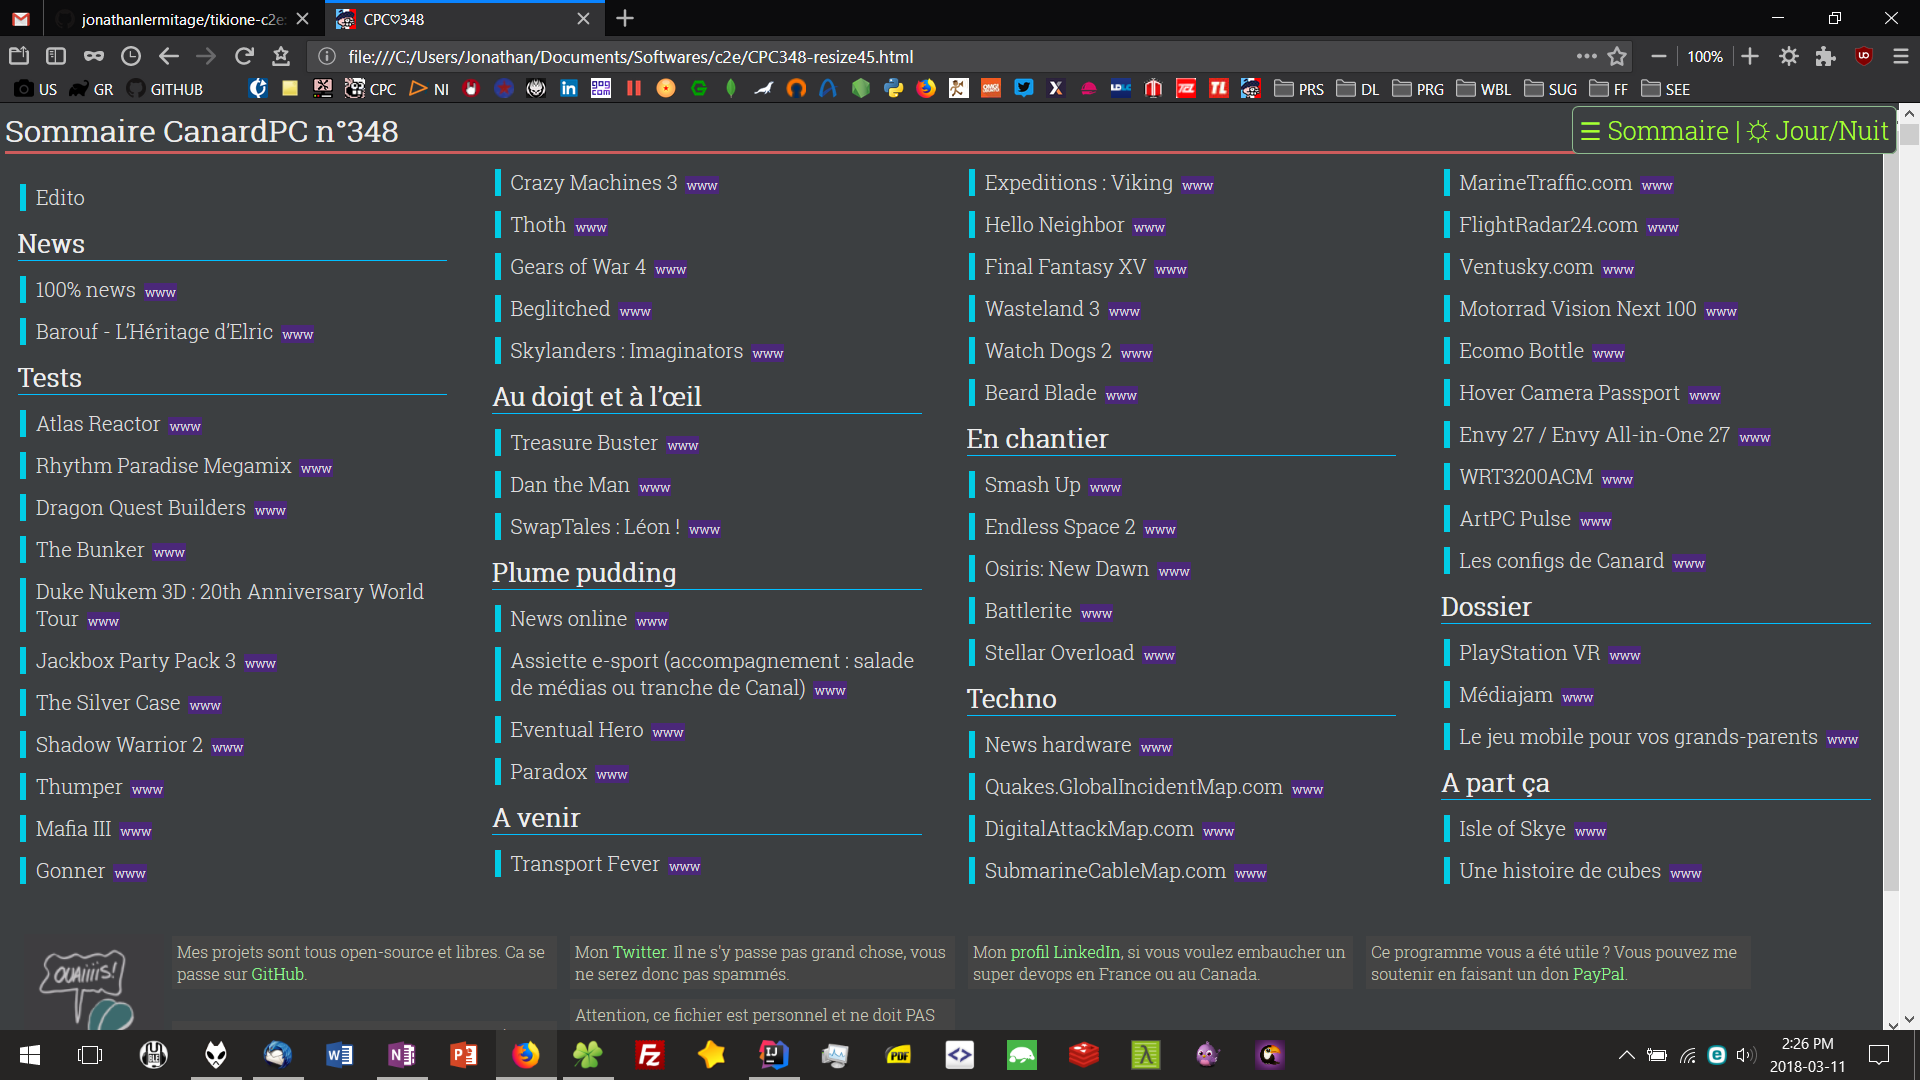 jonathanlermitage/tikione-c2e:
CPC♡348
file:///C:/Users/Jonathan/Documents/Softwares/c2e/CPC348-resize45.html
100%
US
GR
GITHUB
CPC
NI
PRS
DL
PRG
WBL
SUG
FF
SEE
Sommaire CanardPC n°348
☰ Sommaire | ☼ Jour/Nuit
Edito
News
100% news www
Barouf - L’Héritage d’Elric www
Tests
Atlas Reactor www
Rhythm Paradise Megamix www
Dragon Quest Builders www
The Bunker www
Duke Nukem 3D : 20th Anniversary World
Tour www
Jackbox Party Pack 3 www
The Silver Case www
Shadow Warrior 2 www
Thumper www
Mafia III www
Gonner www
Crazy Machines 3 www
Thoth www
Gears of War 4 www
Beglitched www
Skylanders : Imaginators www
Au doigt et à l’œil
Treasure Buster www
Dan the Man www
SwapTales : Léon ! www
Plume pudding
News online www
Assiette e-sport (accompagnement : salade
de médias ou tranche de Canal) www
Eventual Hero www
Paradox www
A venir
Transport Fever www
Expeditions : Viking www
Hello Neighbor www
Final Fantasy XV www
Wasteland 3 www
Watch Dogs 2 www
Beard Blade www
En chantier
Smash Up www
Endless Space 2 www
Osiris: New Dawn www
Battlerite www
Stellar Overload www
Techno
News hardware www
Quakes.GlobalIncidentMap.com www
DigitalAttackMap.com www
SubmarineCableMap.com www
MarineTraffic.com www
FlightRadar24.com www
Ventusky.com www
Motorrad Vision Next 100 www
Ecomo Bottle www
Hover Camera Passport www
Envy 27 / Envy All-in-One 27 www
WRT3200ACM www
ArtPC Pulse www
Les configs de Canard www
Dossier
PlayStation VR www
Médiajam www
Le jeu mobile pour vos grands-parents www
A part ça
Isle of Skye www
Une histoire de cubes www
OUAiiiiS!
Mes projets sont tous open-source et libres. Ca se
passe sur GitHub.
Mon Twitter. Il ne s'y passe pas grand chose, vous
ne serez donc pas spammés.
Mon profil LinkedIn, si vous voulez embaucher un
super devops en France ou au Canada.
Ce programme vous a été utile ? Vous pouvez me
soutenir en faisant un don PayPal.
Attention, ce fichier est personnel et ne doit PAS
2:26 PM
2018-03-11